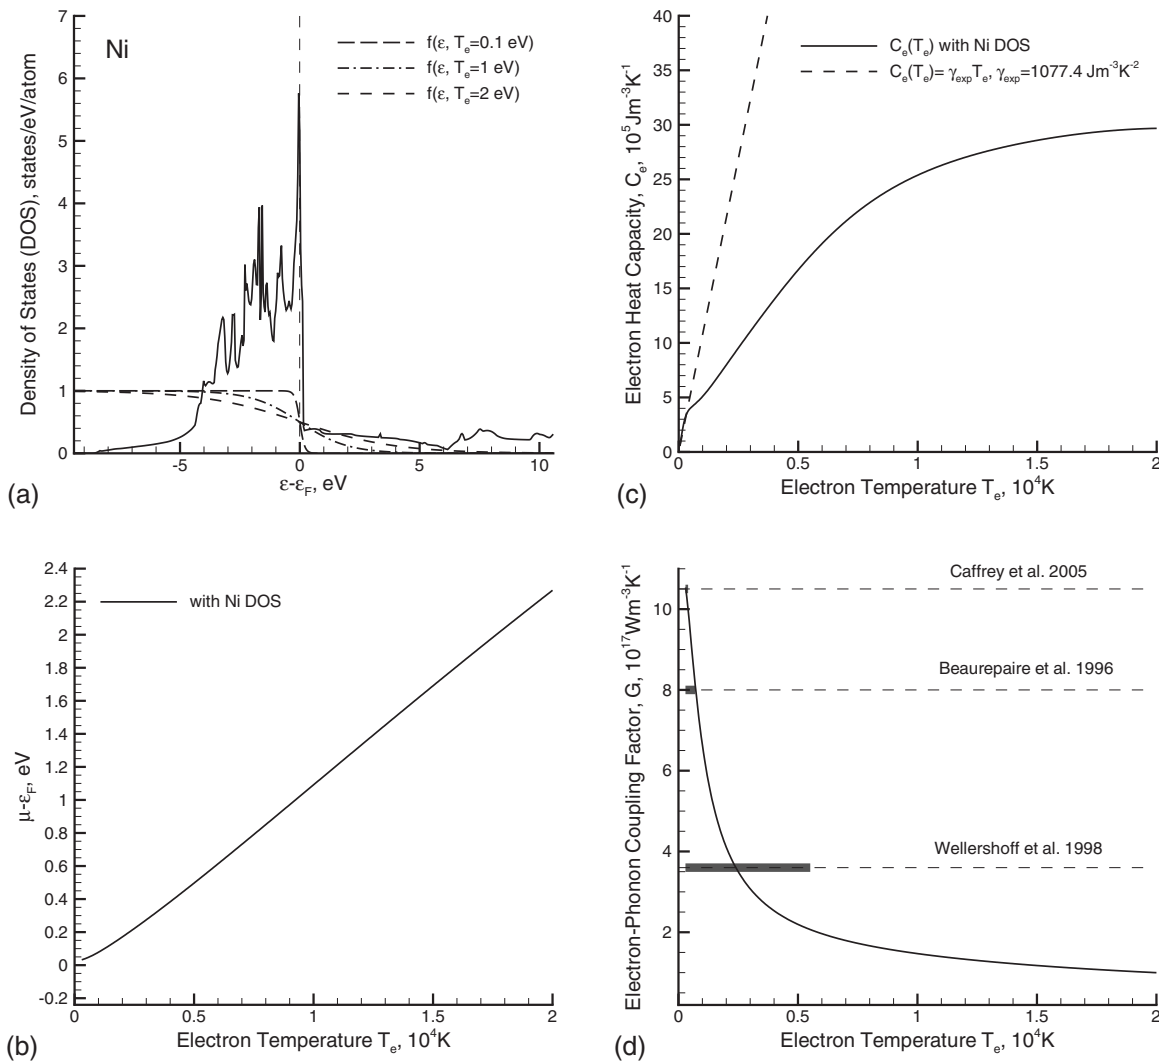 Ni
f(ε, Tₑ=0.1 eV)
f(ε, Tₑ=1 eV)
f(ε, Tₑ=2 eV)
Density of States (DOS), states/eV/atom
7
6
5
4
3
2
1
0
-5
0
5
10
ε-ε_F, eV
(a)
Cₑ(Tₑ) with Ni DOS
Cₑ(Tₑ)= γ_exp Tₑ, γ_exp=1077.4 Jm⁻³K⁻²
Electron Heat Capacity, Cₑ, 10⁵Jm⁻³K⁻¹
40
35
30
25
20
15
10
5
0
0
0.5
1
1.5
2
Electron Temperature Tₑ, 10⁴K
(c)
with Ni DOS
μ-ε_F, eV
2.4
2.2
2
1.8
1.6
1.4
1.2
1
0.8
0.6
0.4
0.2
0
-0.2
0
0.5
1
1.5
2
Electron Temperature Tₑ, 10⁴K
(b)
Caffrey et al. 2005
Beaurepaire et al. 1996
Wellershoff et al. 1998
Electron-Phonon Coupling Factor, G, 10¹⁷Wm⁻³K⁻¹
10
8
6
4
2
0
0.5
1
1.5
2
Electron Temperature Tₑ, 10⁴K
(d)